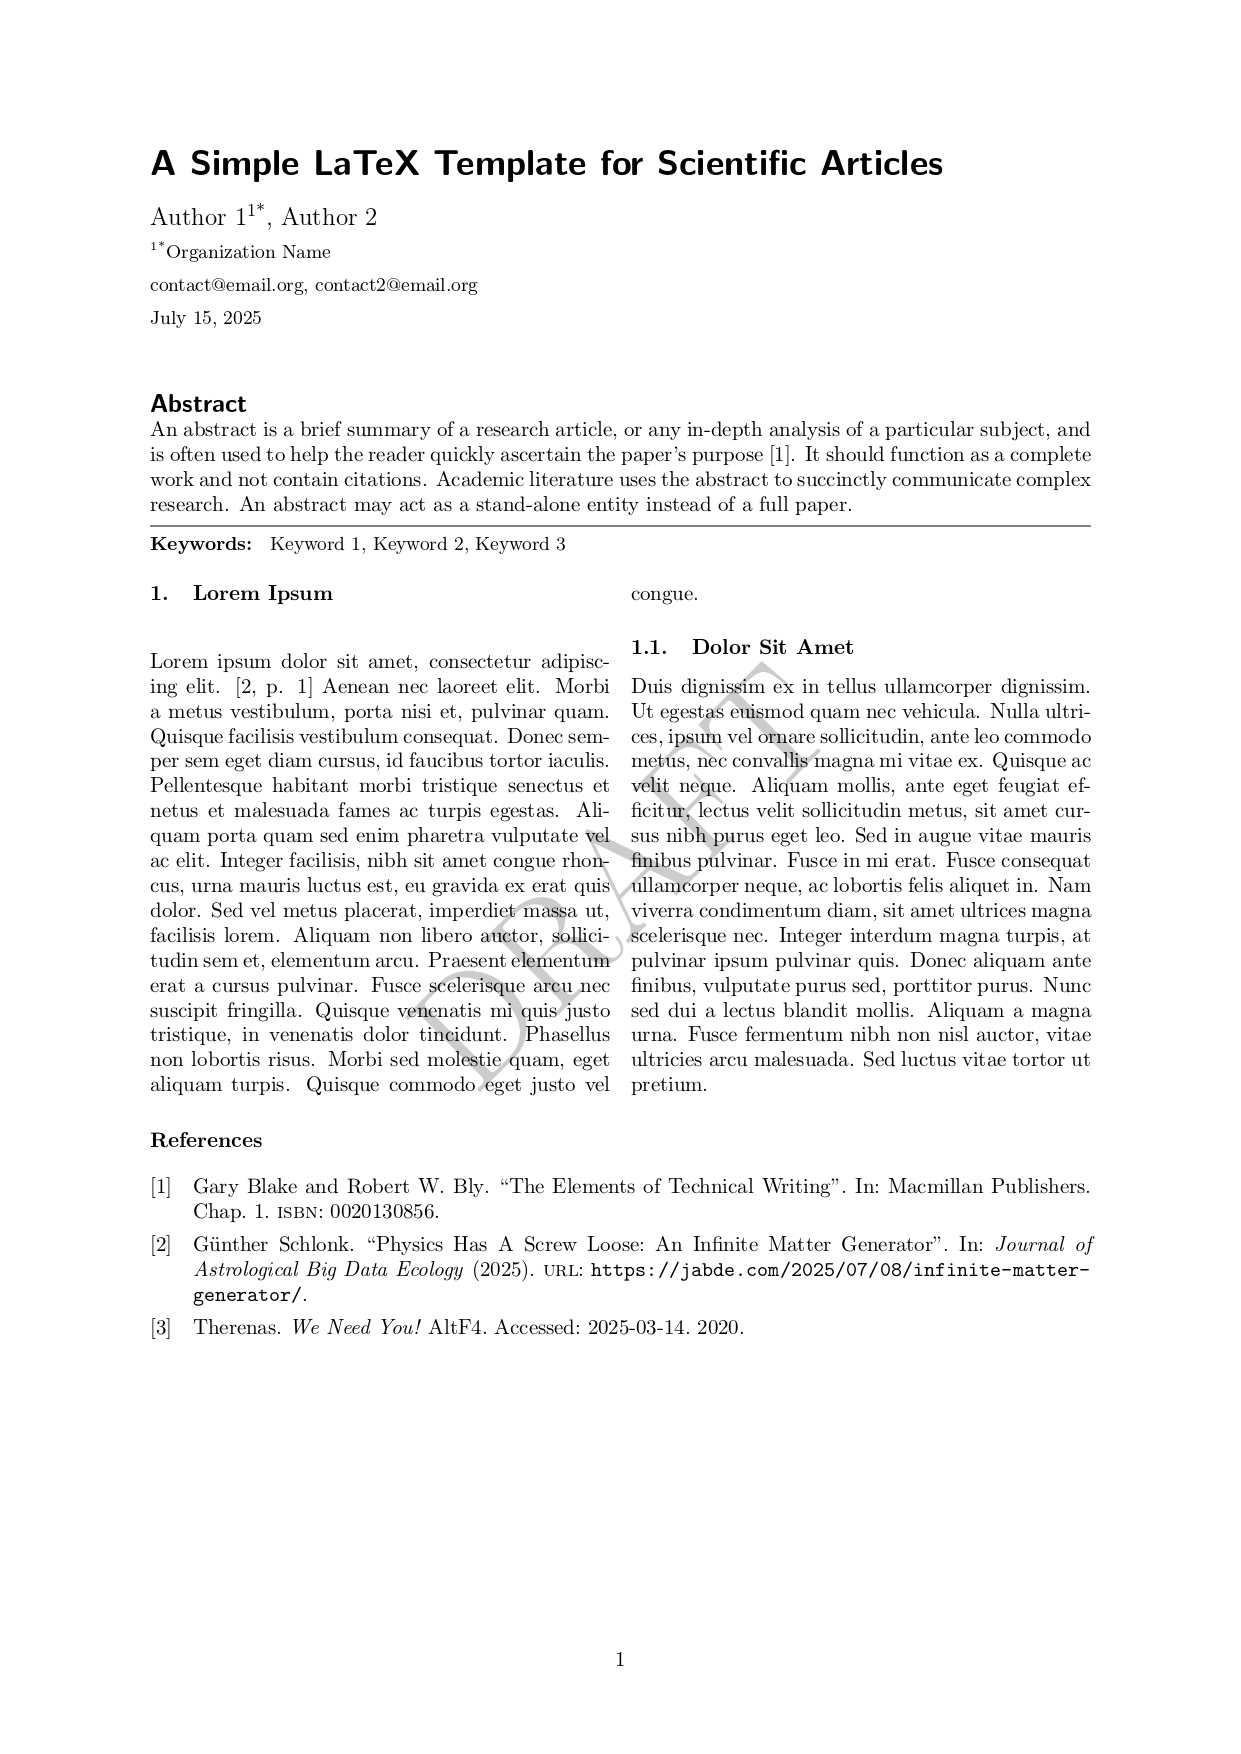 A Simple LaTeX Template for Scientific Articles
Author 1¹*, Author 2
¹*Organization Name
contact@email.org, contact2@email.org
July 15, 2025
Abstract
An abstract is a brief summary of a research article, or any in-depth analysis of a particular subject, and
is often used to help the reader quickly ascertain the paper's purpose [1]. It should function as a complete
work and not contain citations. Academic literature uses the abstract to succinctly communicate complex
research. An abstract may act as a stand-alone entity instead of a full paper.
Keywords: Keyword 1, Keyword 2, Keyword 3
1. Lorem Ipsum
Lorem ipsum dolor sit amet, consectetur adipisc-
ing elit. [2, p. 1] Aenean nec laoreet elit. Morbi
a metus vestibulum, porta nisi et, pulvinar quam.
Quisque facilisis vestibulum consequat. Donec sem-
per sem eget diam cursus, id faucibus tortor iaculis.
Pellentesque habitant morbi tristique senectus et
netus et malesuada fames ac turpis egestas. Ali-
quam porta quam sed enim pharetra vulputate vel
ac elit. Integer facilisis, nibh sit amet congue rhon-
cus, urna mauris luctus est, eu gravida ex erat quis
dolor. Sed vel metus placerat, imperdiet massa ut,
facilisis lorem. Aliquam non libero auctor, sollici-
tudin sem et, elementum arcu. Praesent elementum
erat a cursus pulvinar. Fusce scelerisque arcu nec
suscipit fringilla. Quisque venenatis mi quis justo
tristique, in venenatis dolor tincidunt. Phasellus
non lobortis risus. Morbi sed molestie quam, eget
aliquam turpis. Quisque commodo eget justo vel
congue.
1.1. Dolor Sit Amet
Duis dignissim ex in tellus ullamcorper dignissim.
Ut egestas euismod quam nec vehicula. Nulla ultri-
ces, ipsum vel ornare sollicitudin, ante leo commodo
metus, nec convallis magna mi vitae ex. Quisque ac
velit neque. Aliquam mollis, ante eget feugiat ef-
ficitur, lectus velit sollicitudin metus, sit amet cur-
sus nibh purus eget leo. Sed in augue vitae mauris
finibus pulvinar. Fusce in mi erat. Fusce consequat
ullamcorper neque, ac lobortis felis aliquet in. Nam
viverra condimentum diam, sit amet ultrices magna
scelerisque nec. Integer interdum magna turpis, at
pulvinar ipsum pulvinar quis. Donec aliquam ante
finibus, vulputate purus sed, porttitor purus. Nunc
sed dui a lectus blandit mollis. Aliquam a magna
urna. Fusce fermentum nibh non nisl auctor, vitae
ultricies arcu malesuada. Sed luctus vitae tortor ut
pretium.
DRAFT
References
[1] Gary Blake and Robert W. Bly. “The Elements of Technical Writing”. In: Macmillan Publishers.
Chap. 1. ISBN: 0020130856.
[2] Günther Schlonk. “Physics Has A Screw Loose: An Infinite Matter Generator”. In: Journal of
Astrological Big Data Ecology (2025). URL: https://jabde.com/2025/07/08/infinite-matter-
generator/.
[3] Therenas. We Need You! AltF4. Accessed: 2025-03-14. 2020.
1